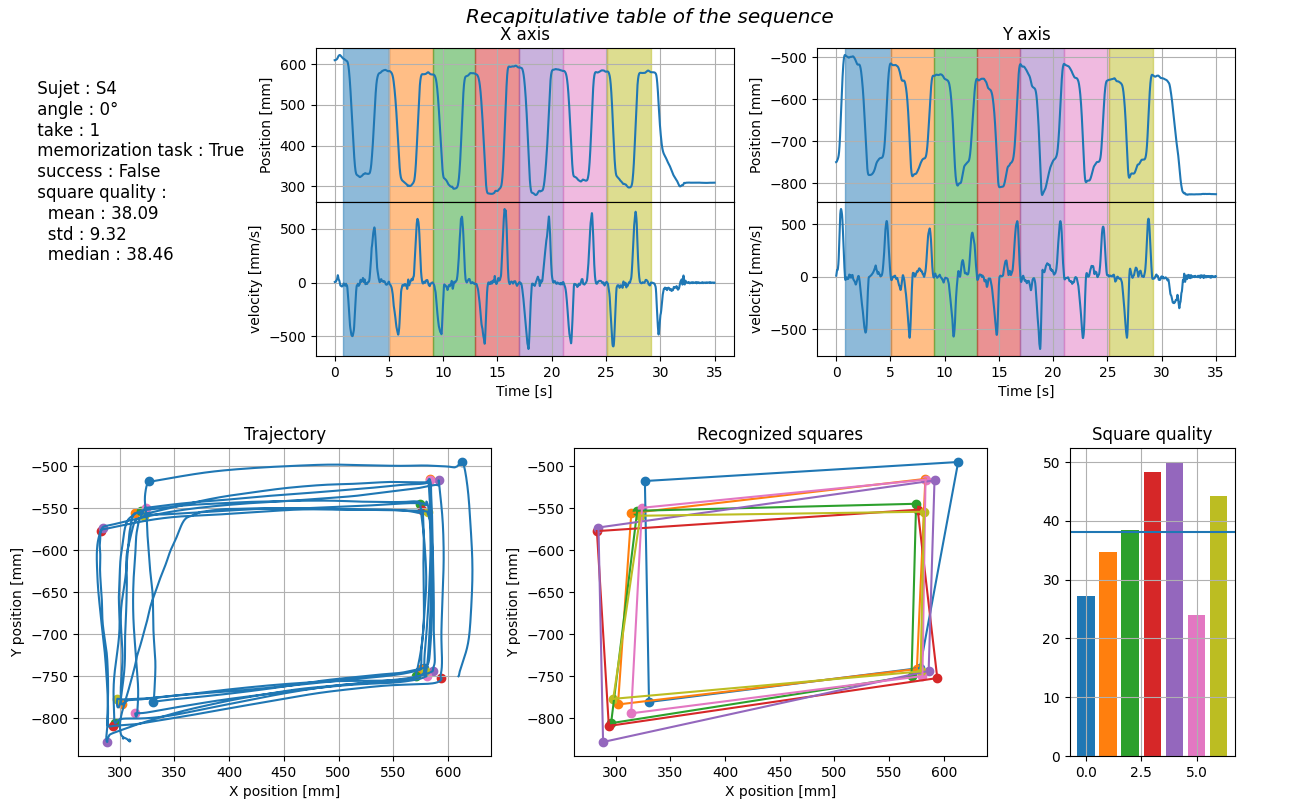 Recapitulative table of the sequence
X axis
Y axis
Sujet : S4
angle : 0°
take : 1
memorization task : True
success : False
square quality :
mean : 38.09
std : 9.32
median : 38.46
Position [mm]
600
500
400
300
velocity [mm/s]
500
0
−500
0 5 10 15 20 25 30 35
Time [s]
Position [mm]
−500
−600
−700
−800
velocity [mm/s]
500
0
−500
0 5 10 15 20 25 30 35
Time [s]
Trajectory
Y position [mm]
−500
−550
−600
−650
−700
−750
−800
300 350 400 450 500 550 600
X position [mm]
Recognized squares
Y position [mm]
−500
−550
−600
−650
−700
−750
−800
300 350 400 450 500 550 600
X position [mm]
Square quality
50
40
30
20
10
0
0.0 2.5 5.0